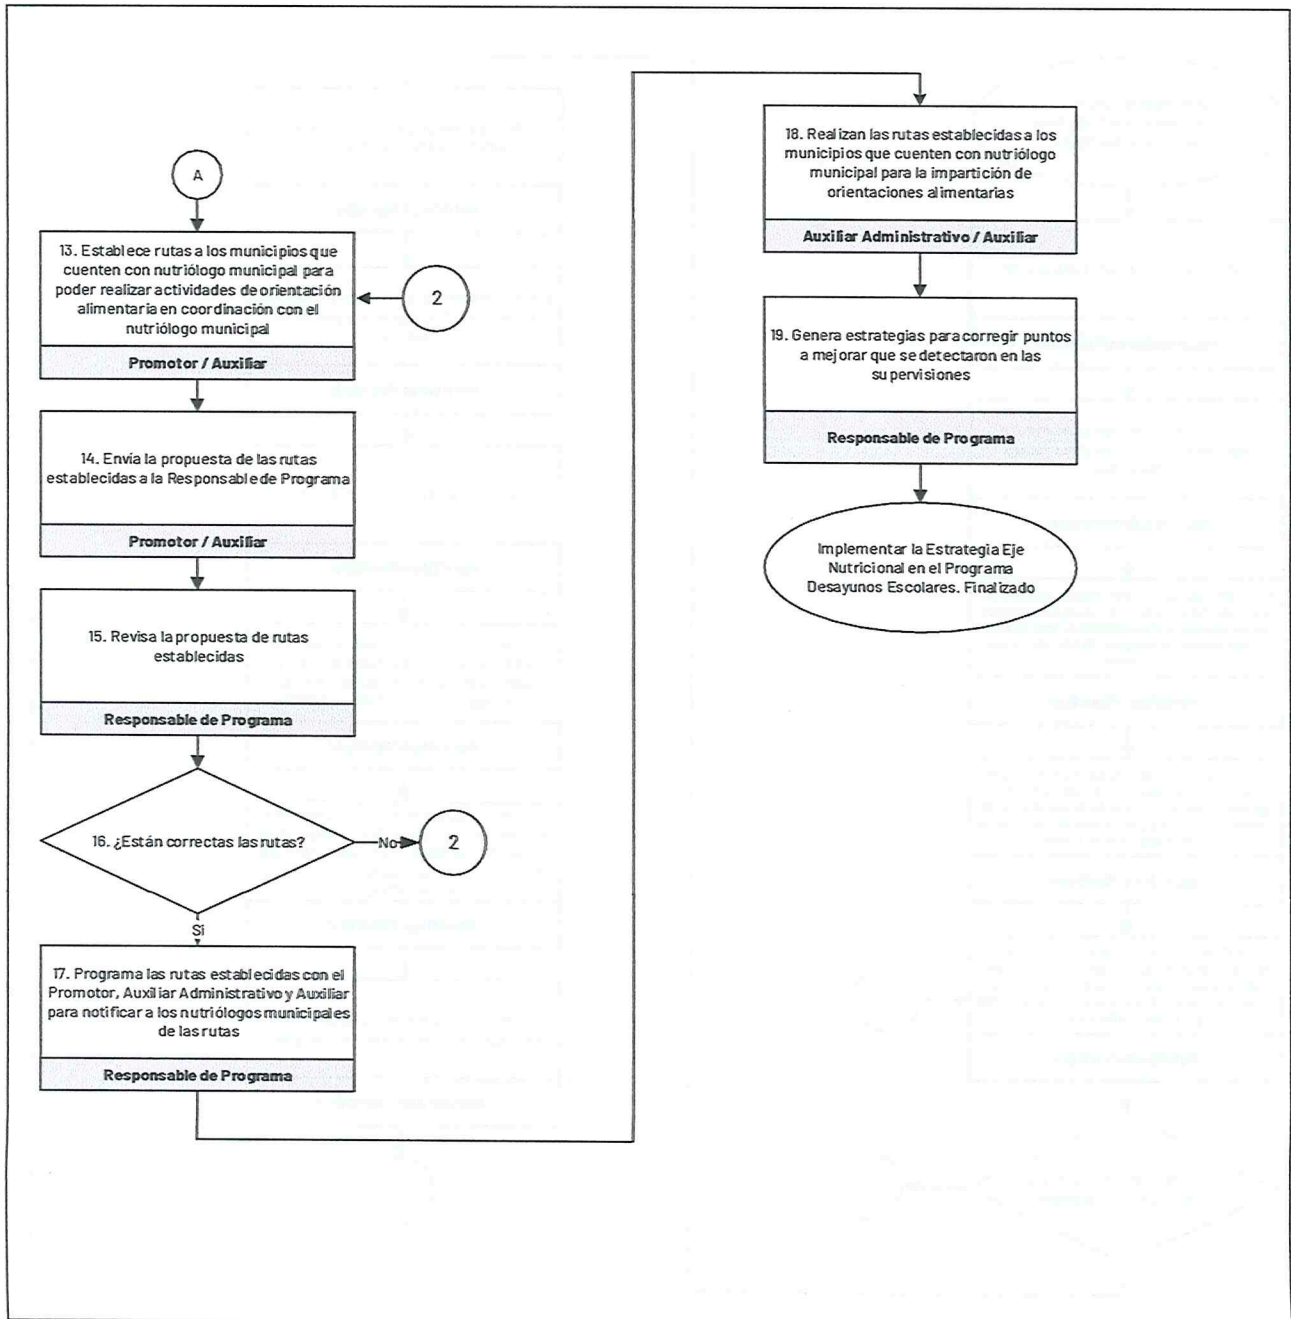 A
13. Establece rutas a los municipios que
cuenten con nutriólogo municipal para
poder realizar actividades de orientación
alimentaria en coordinación con el
nutriólogo municipal
Promotor / Auxiliar
2
14. Envía la propuesta de las rutas
establecidas a la Responsable de Programa
Promotor / Auxiliar
15. Revisa la propuesta de rutas
establecidas
Responsable de Programa
16. ¿Están correctas las rutas?
No
2
Si
17. Programa las rutas establecidas con el
Promotor, Auxiliar Administrativo y Auxiliar
para notificar a los nutriólogos municipales
de las rutas
Responsable de Programa
18. Realizan las rutas establecidas a los
municipios que cuenten con nutriólogo
municipal para la impartición de
orientaciones alimentarias
Auxiliar Administrativo / Auxiliar
19. Genera estrategias para corregir puntos
a mejorar que se detectaron en las
supervisiones
Responsable de Programa
Implementar la Estrategia Eje
Nutricional en el Programa
Desayunos Escolares. Finalizado